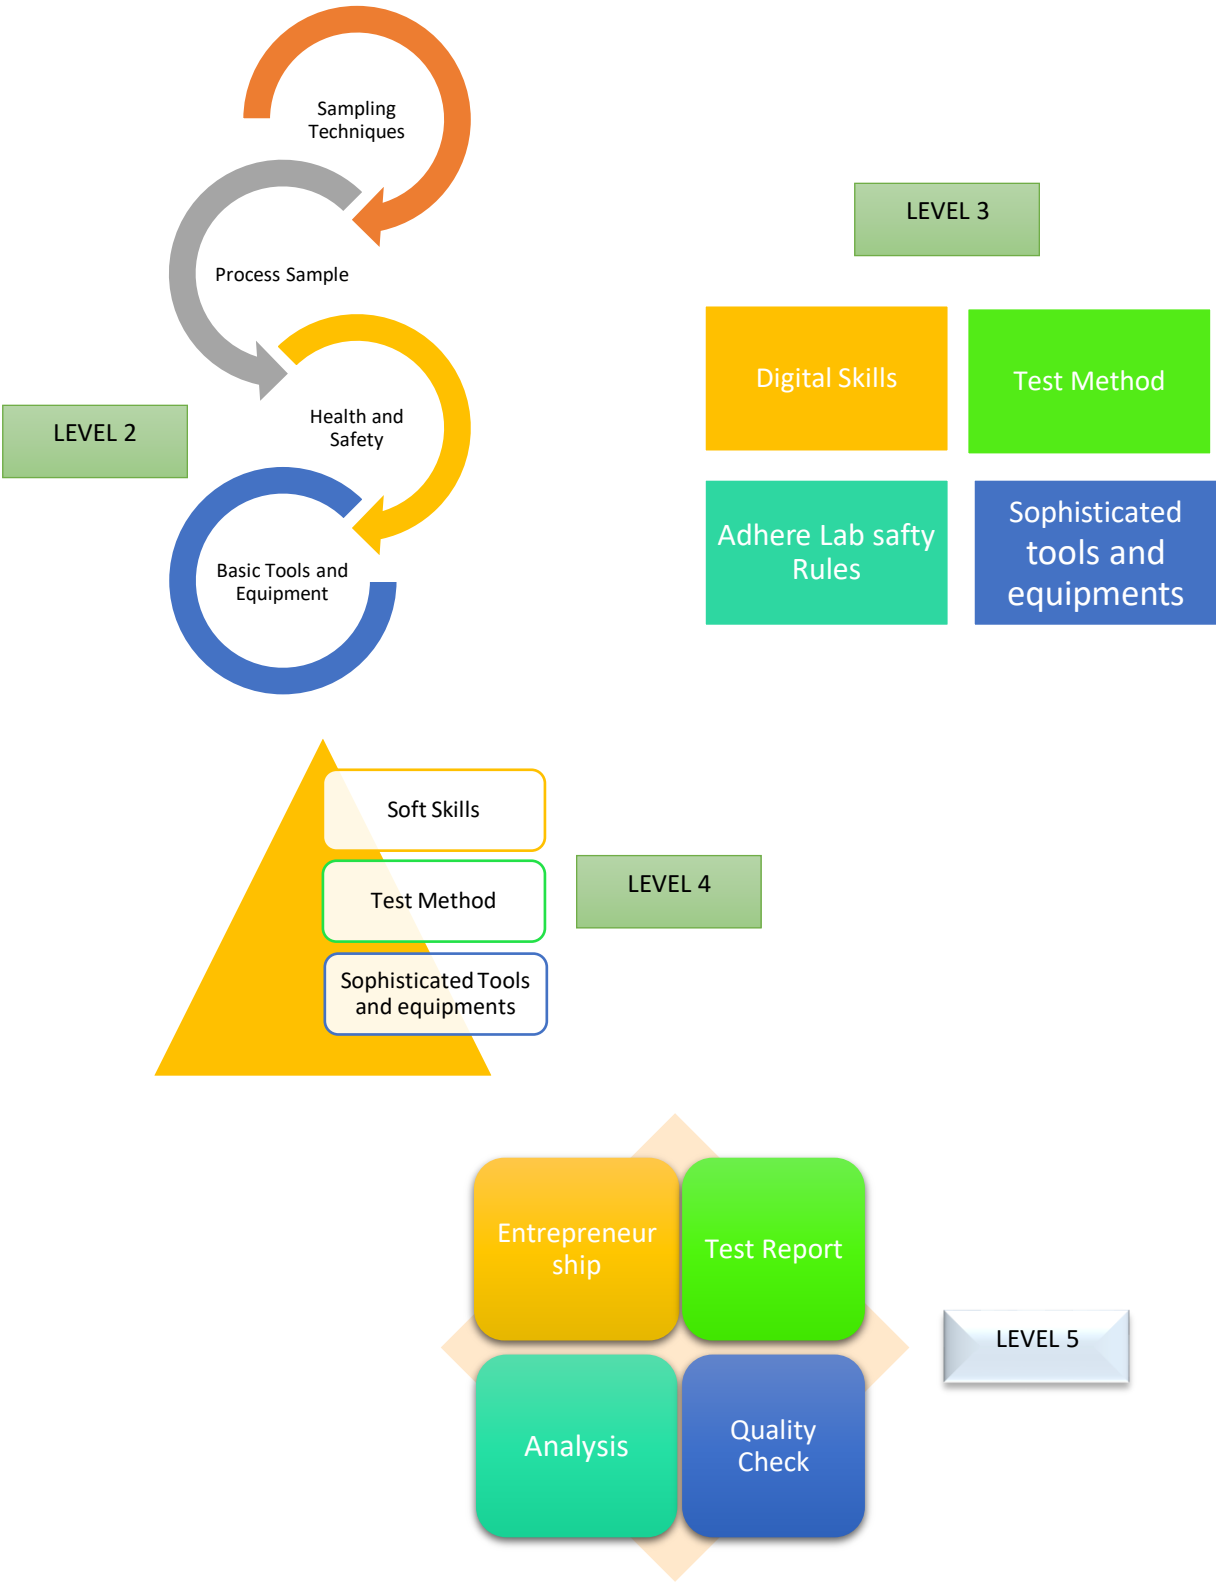 Sampling
Techniques
Process Sample
Health and
Safety
Basic Tools and
Equipment
LEVEL 2
LEVEL 3
Digital Skills
Test Method
Adhere Lab safty
Rules
Sophisticated
tools and
equipments
Soft Skills
Test Method
Sophisticated Tools
and equipments
LEVEL 4
Entrepreneur
ship
Test Report
Analysis
Quality
Check
LEVEL 5